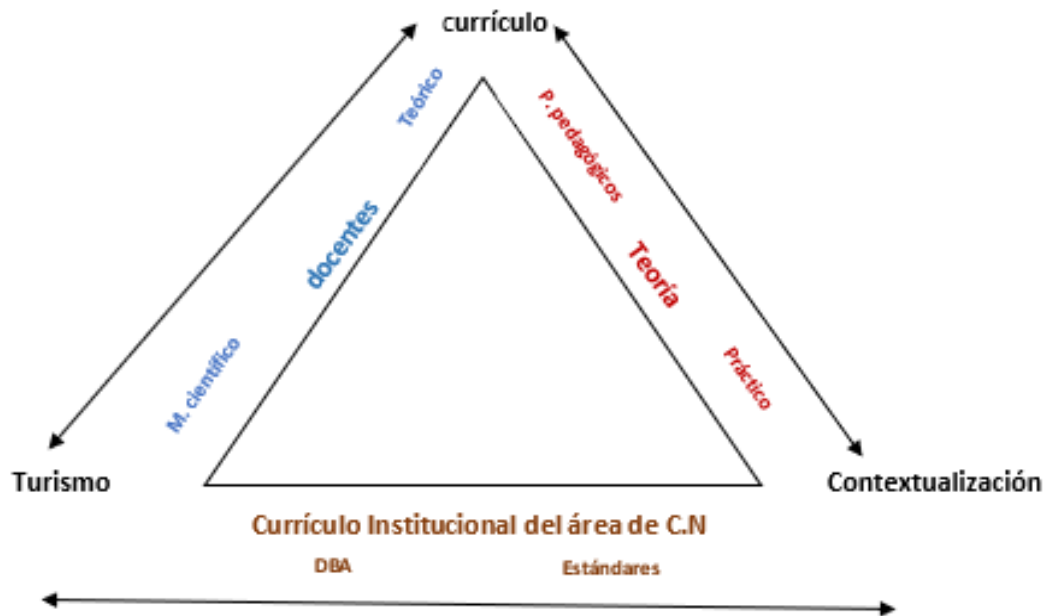 currículo
Teórico
docentes
M. científico
P. pedagógicos
Teoría
Práctico
Turismo
Contextualización
Currículo Institucional del área de C.N
DBA
Estándares